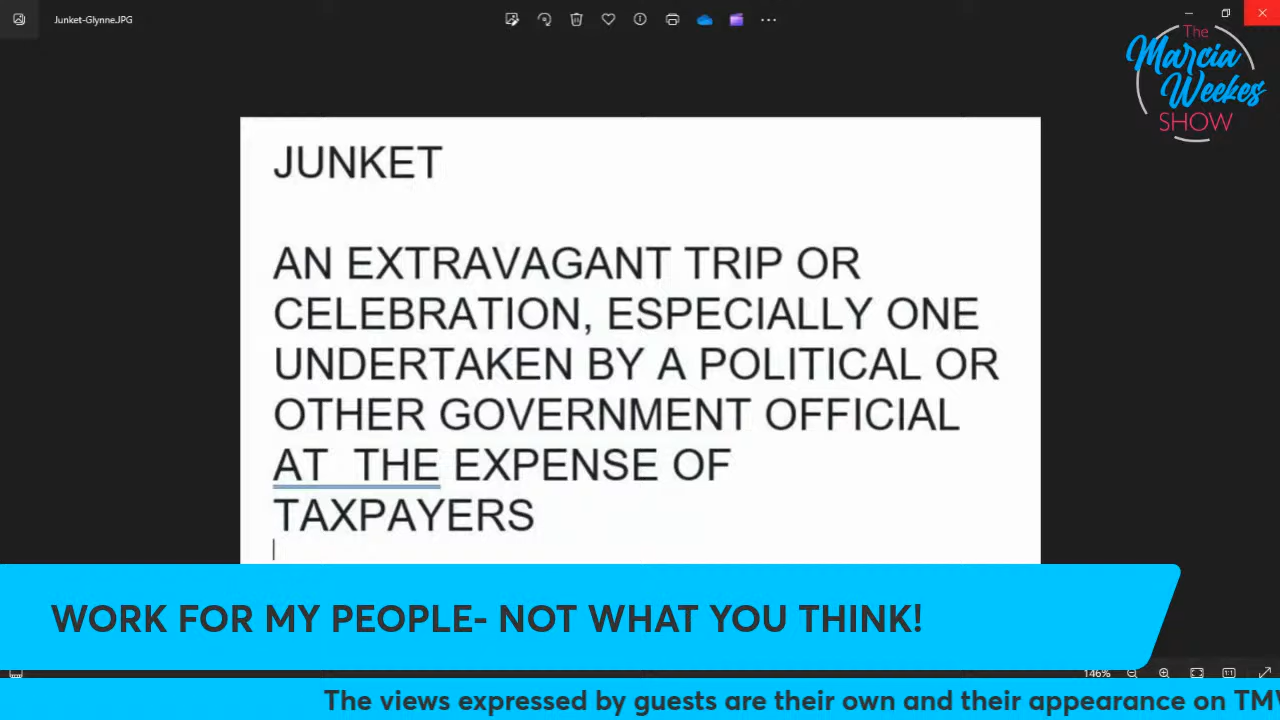 Junket-Glynne.JPG
The
Marcia
Weekes
SHOW
JUNKET
AN EXTRAVAGANT TRIP OR
CELEBRATION, ESPECIALLY ONE
UNDERTAKEN BY A POLITICAL OR
OTHER GOVERNMENT OFFICIAL
AT THE EXPENSE OF
TAXPAYERS
WORK FOR MY PEOPLE- NOT WHAT YOU THINK!
146%
1:1
The views expressed by guests are their own and their appearance on